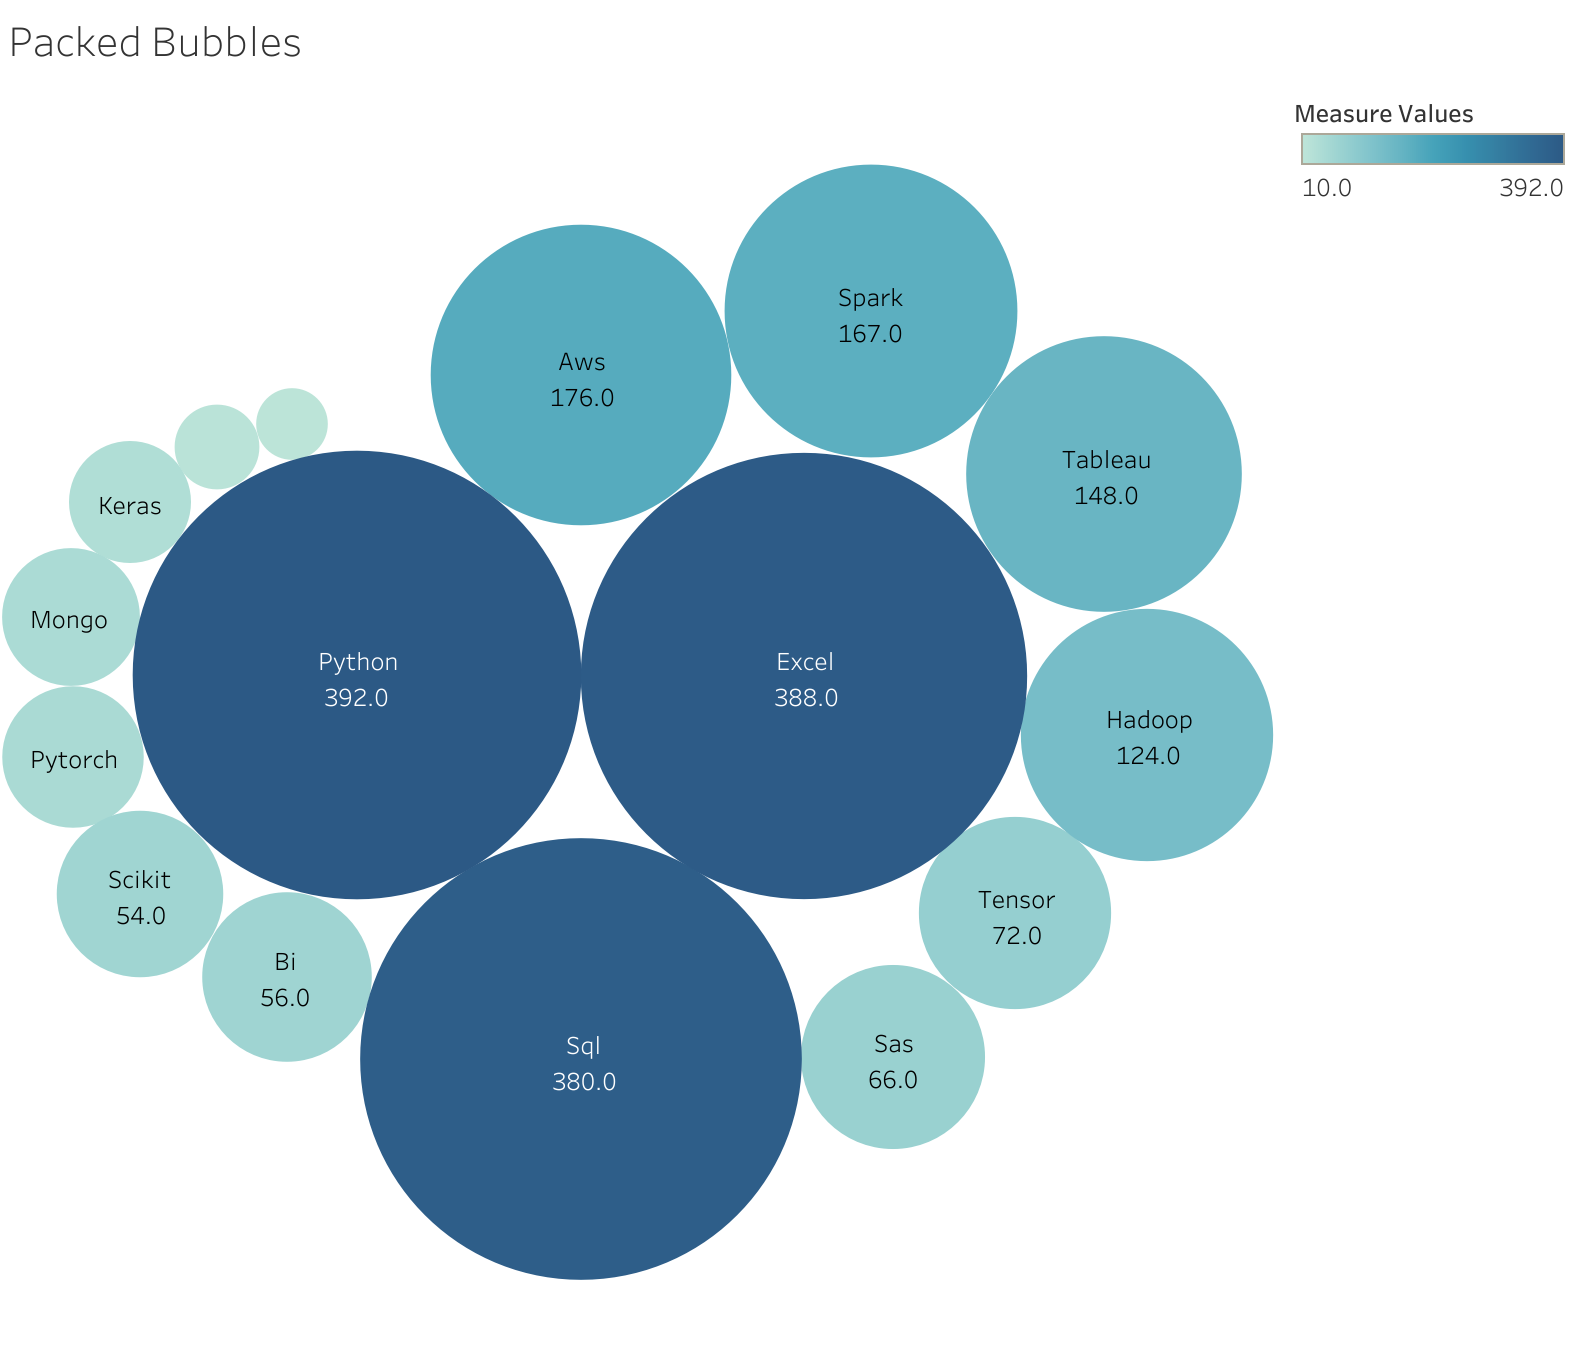 Packed Bubbles
Measure Values
10.0 392.0
Spark
167.0
Aws
176.0
Tableau
148.0
Keras
Mongo
Python
392.0
Excel
388.0
Hadoop
124.0
Pytorch
Scikit
54.0
Tensor
72.0
Bi
56.0
Sql
380.0
Sas
66.0